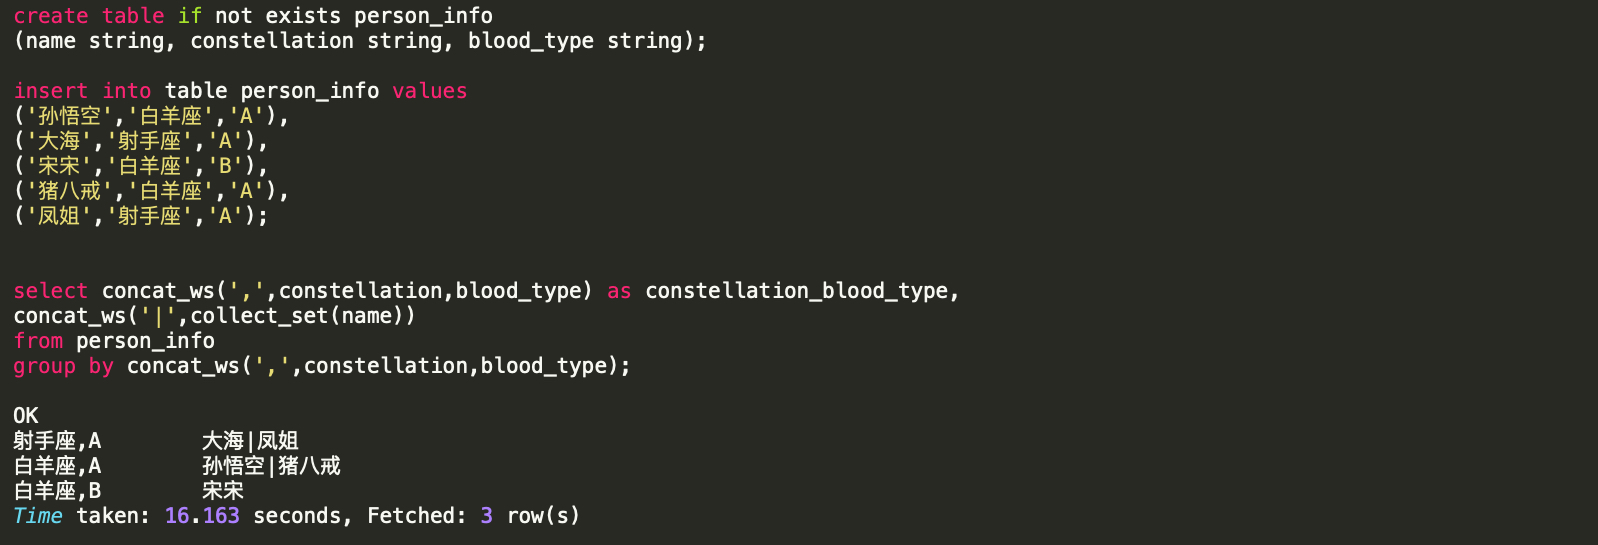 create table if not exists person_info
(name string, constellation string, blood_type string);
insert into table person_info values
('孙悟空','白羊座','A'),
('大海','射手座','A'),
('宋宋','白羊座','B'),
('猪八戒','白羊座','A'),
('凤姐','射手座','A');
select concat_ws(',',constellation,blood_type) as constellation_blood_type,
concat_ws('|',collect_set(name))
from person_info
group by concat_ws(',',constellation,blood_type);
OK
射手座,A 大海|凤姐
白羊座,A 孙悟空|猪八戒
白羊座,B 宋宋
Time taken: 16.163 seconds, Fetched: 3 row(s)